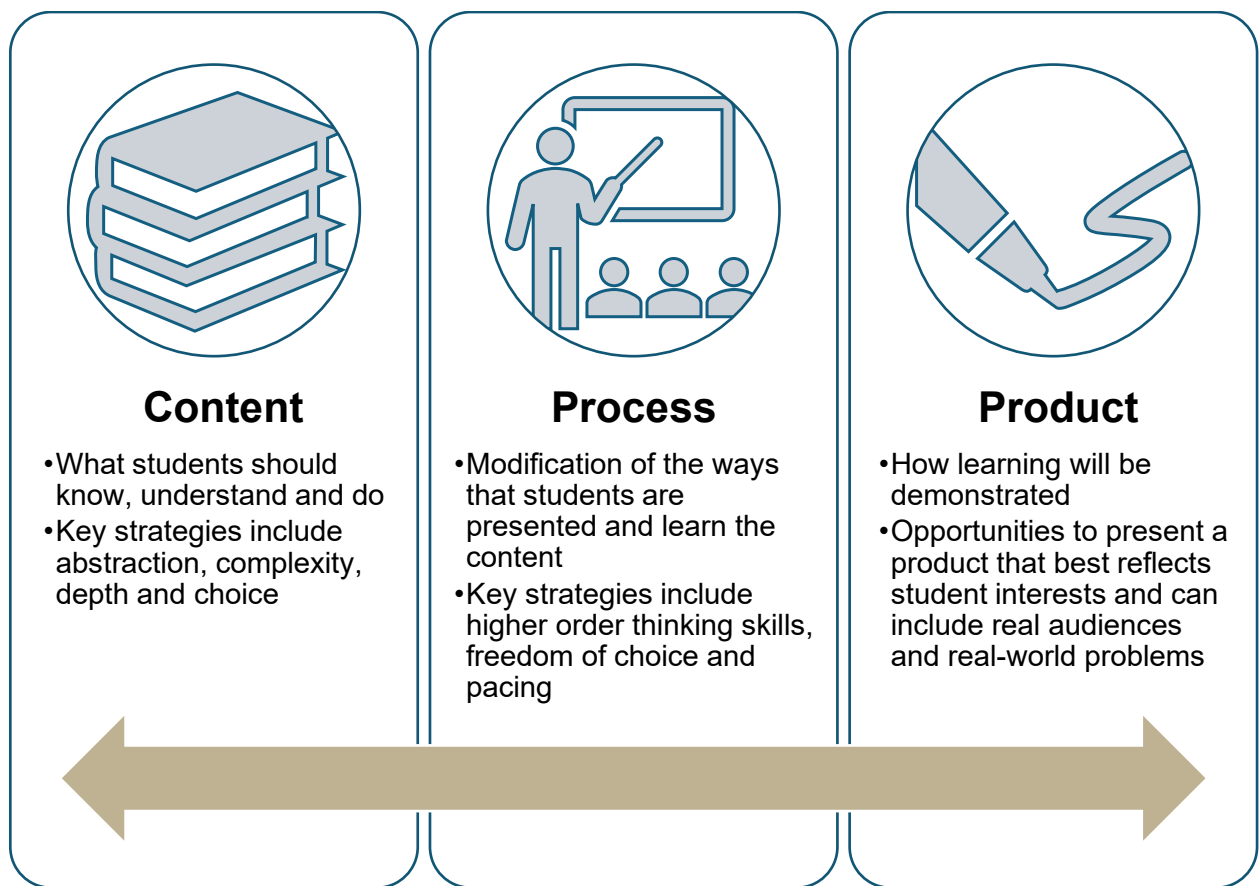 Content
•What students should
know, understand and do
•Key strategies include
abstraction, complexity,
depth and choice
Process
•Modification of the ways
that students are
presented and learn the
content
•Key strategies include
higher order thinking skills,
freedom of choice and
pacing
Product
•How learning will be
demonstrated
•Opportunities to present a
product that best reflects
student interests and can
include real audiences
and real-world problems